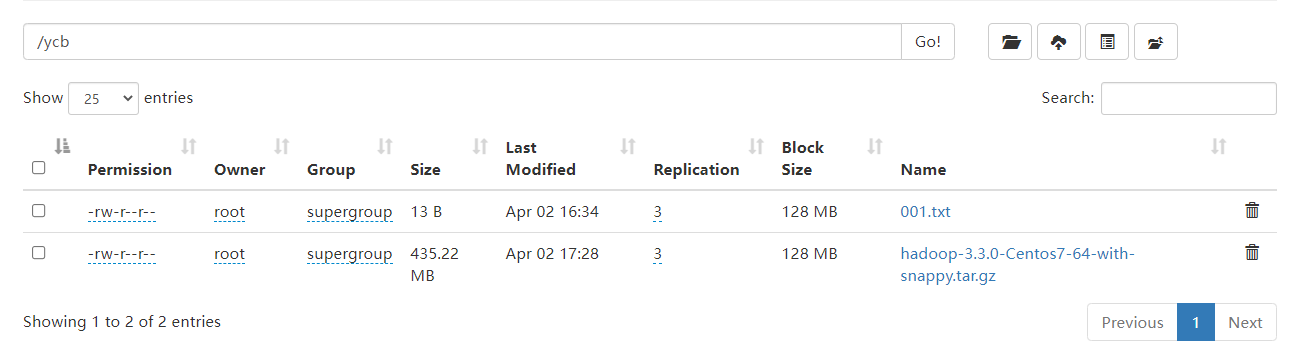 /ycb Go!
Show 25 entries Search:
Permission Owner Group Size Last Modified Replication Block Size Name
-rw-r--r-- root supergroup 13 B Apr 02 16:34 3 128 MB 001.txt
-rw-r--r-- root supergroup 435.22 MB Apr 02 17:28 3 128 MB hadoop-3.3.0-Centos7-64-with-snappy.tar.gz
Showing 1 to 2 of 2 entries Previous 1 Next